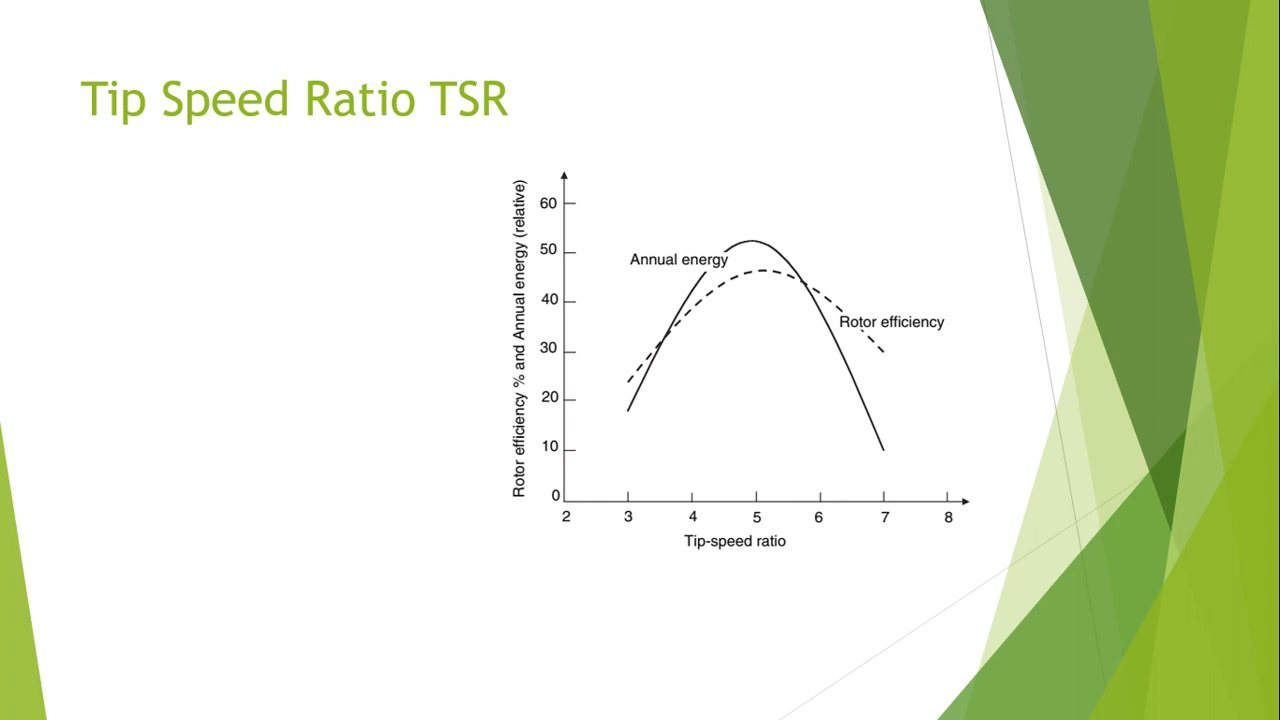 Tip Speed Ratio TSR
Rotor efficiency % and Annual energy (relative)
60
50
40
30
20
10
0
Annual energy
Rotor efficiency
2 3 4 5 6 7 8
Tip-speed ratio